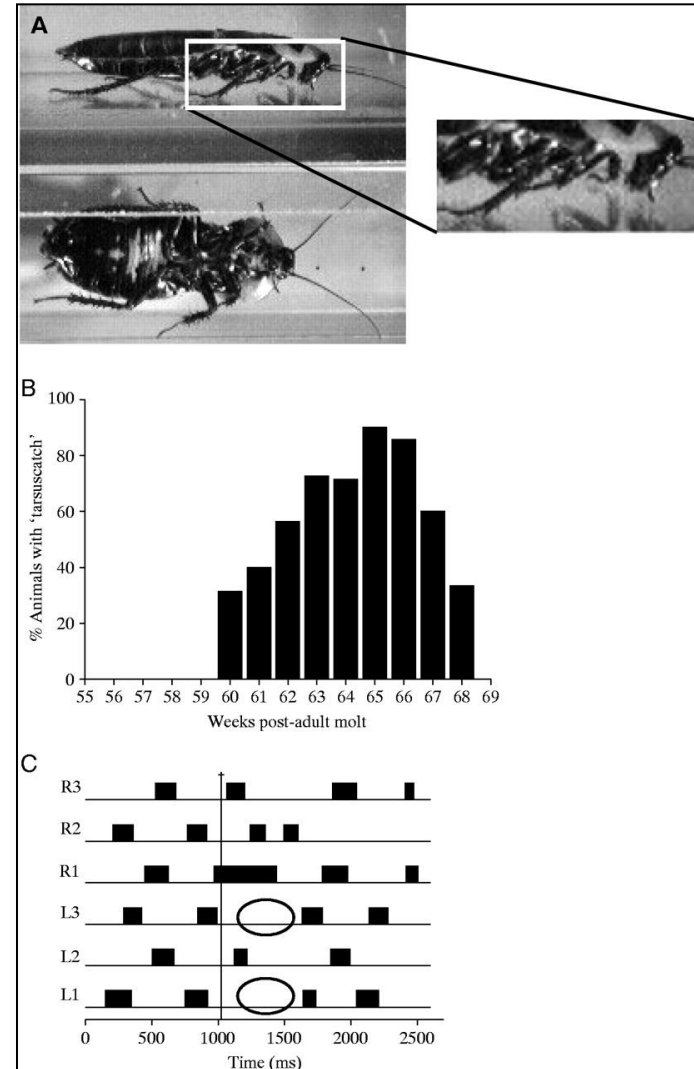 A
B
100
80
60
40
20
0
% Animals with 'tarsuscatch'
55 56 57 58 59 60 61 62 63 64 65 66 67 68 69
Weeks post-adult molt
C
R3
R2
R1
L3
L2
L1
0 500 1000 1500 2000 2500
Time (ms)